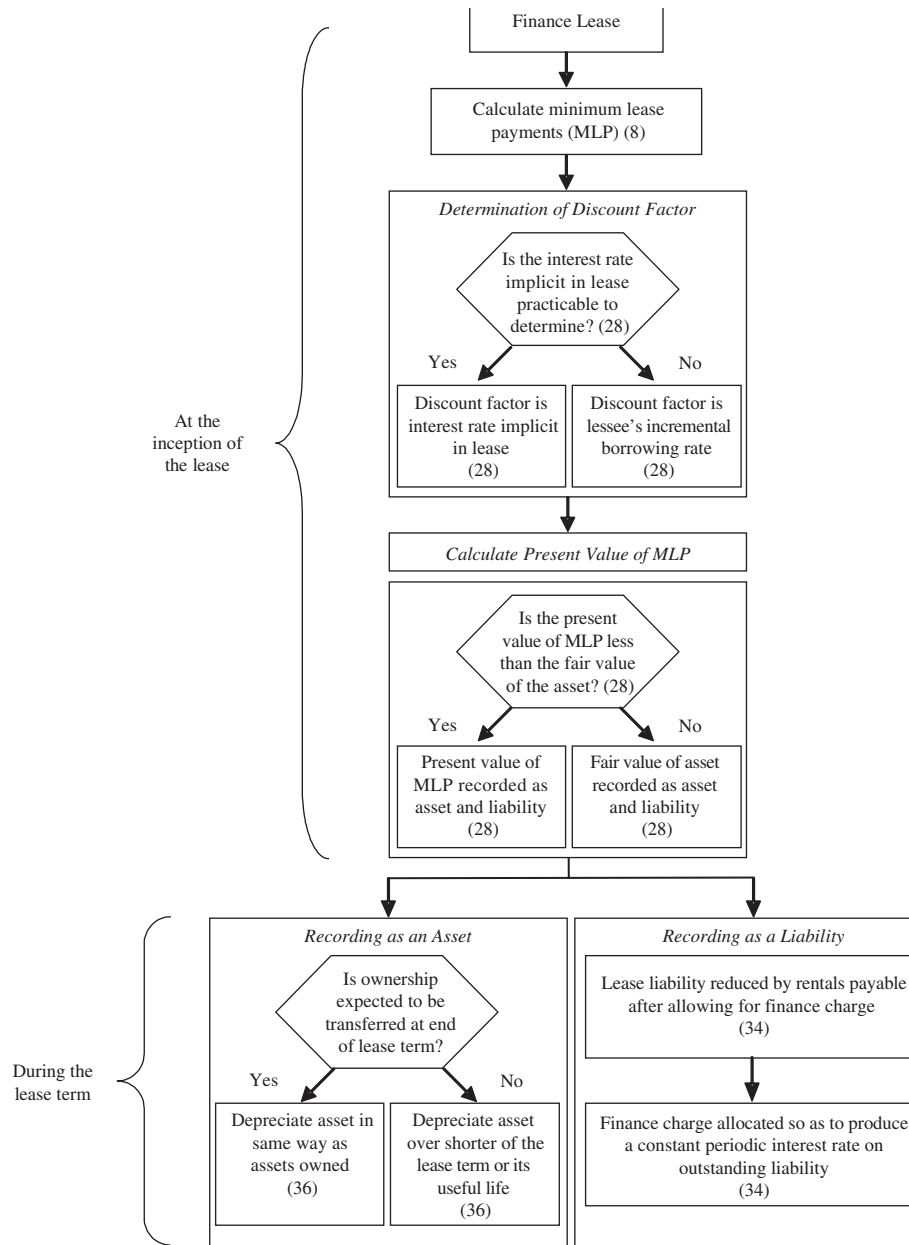 Finance Lease
Calculate minimum lease
payments (MLP) (8)
Determination of Discount Factor
Is the interest rate
implicit in lease
practicable to
determine? (28)
Yes
No
Discount factor is
interest rate implicit
in lease
(28)
Discount factor is
lessee's incremental
borrowing rate
(28)
At the
inception of
the lease
Calculate Present Value of MLP
Is the present
value of MLP less
than the fair value
of the asset? (28)
Yes
No
Present value of
MLP recorded as
asset and liability
(28)
Fair value of asset
recorded as asset
and liability
(28)
During the
lease term
Recording as an Asset
Is ownership
expected to be
transferred at end
of lease term?
Yes
No
Depreciate asset in
same way as
assets owned
(36)
Depreciate asset
over shorter of the
lease term or its
useful life
(36)
Recording as a Liability
Lease liability reduced by rentals payable
after allowing for finance charge
(34)
Finance charge allocated so as to produce
a constant periodic interest rate on
outstanding liability
(34)